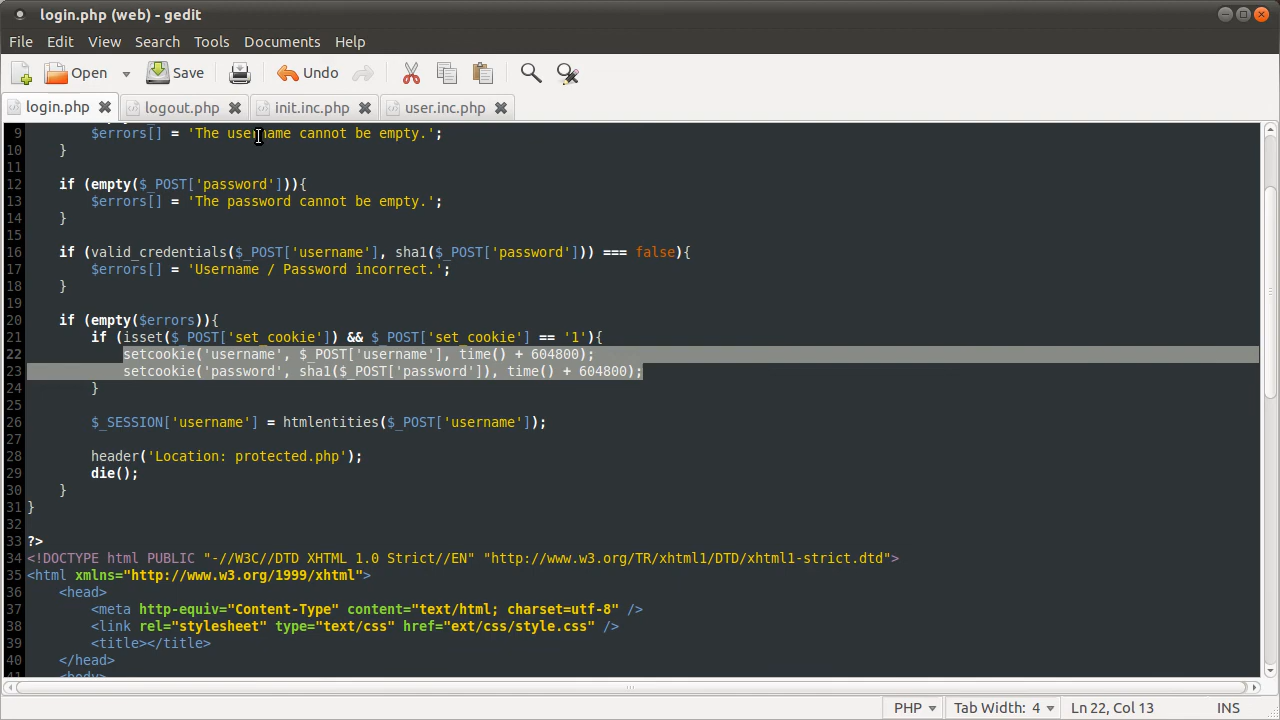 login.php (web) - gedit
File Edit View Search Tools Documents Help
Open Save Undo
login.php logout.php init.inc.php user.inc.php
9 $errors[] = 'The username cannot be empty.';
10 }
11
12 if (empty($_POST['password'])){
13 $errors[] = 'The password cannot be empty.';
14 }
15
16 if (valid_credentials($_POST['username'], sha1($_POST['password'])) === false){
17 $errors[] = 'Username / Password incorrect.';
18 }
19
20 if (empty($errors)){
21 if (isset($_POST['set_cookie']) && $_POST['set_cookie'] == '1'){
22 setcookie('username', $_POST['username'], time() + 604800);
23 setcookie('password', sha1($_POST['password']), time() + 604800);
24 }
25
26 $_SESSION['username'] = htmlentities($_POST['username']);
27
28 header('Location: protected.php');
29 die();
30 }
31 }
32
33 ?>
34 <!DOCTYPE html PUBLIC "-//W3C//DTD XHTML 1.0 Strict//EN" "http://www.w3.org/TR/xhtml1/DTD/xhtml1-strict.dtd">
35 <html xmlns="http://www.w3.org/1999/xhtml">
36 <head>
37 <meta http-equiv="Content-Type" content="text/html; charset=utf-8" />
38 <link rel="stylesheet" type="text/css" href="ext/css/style.css" />
39 <title></title>
40 </head>
41 <body>
PHP Tab Width: 4 Ln 22, Col 13 INS